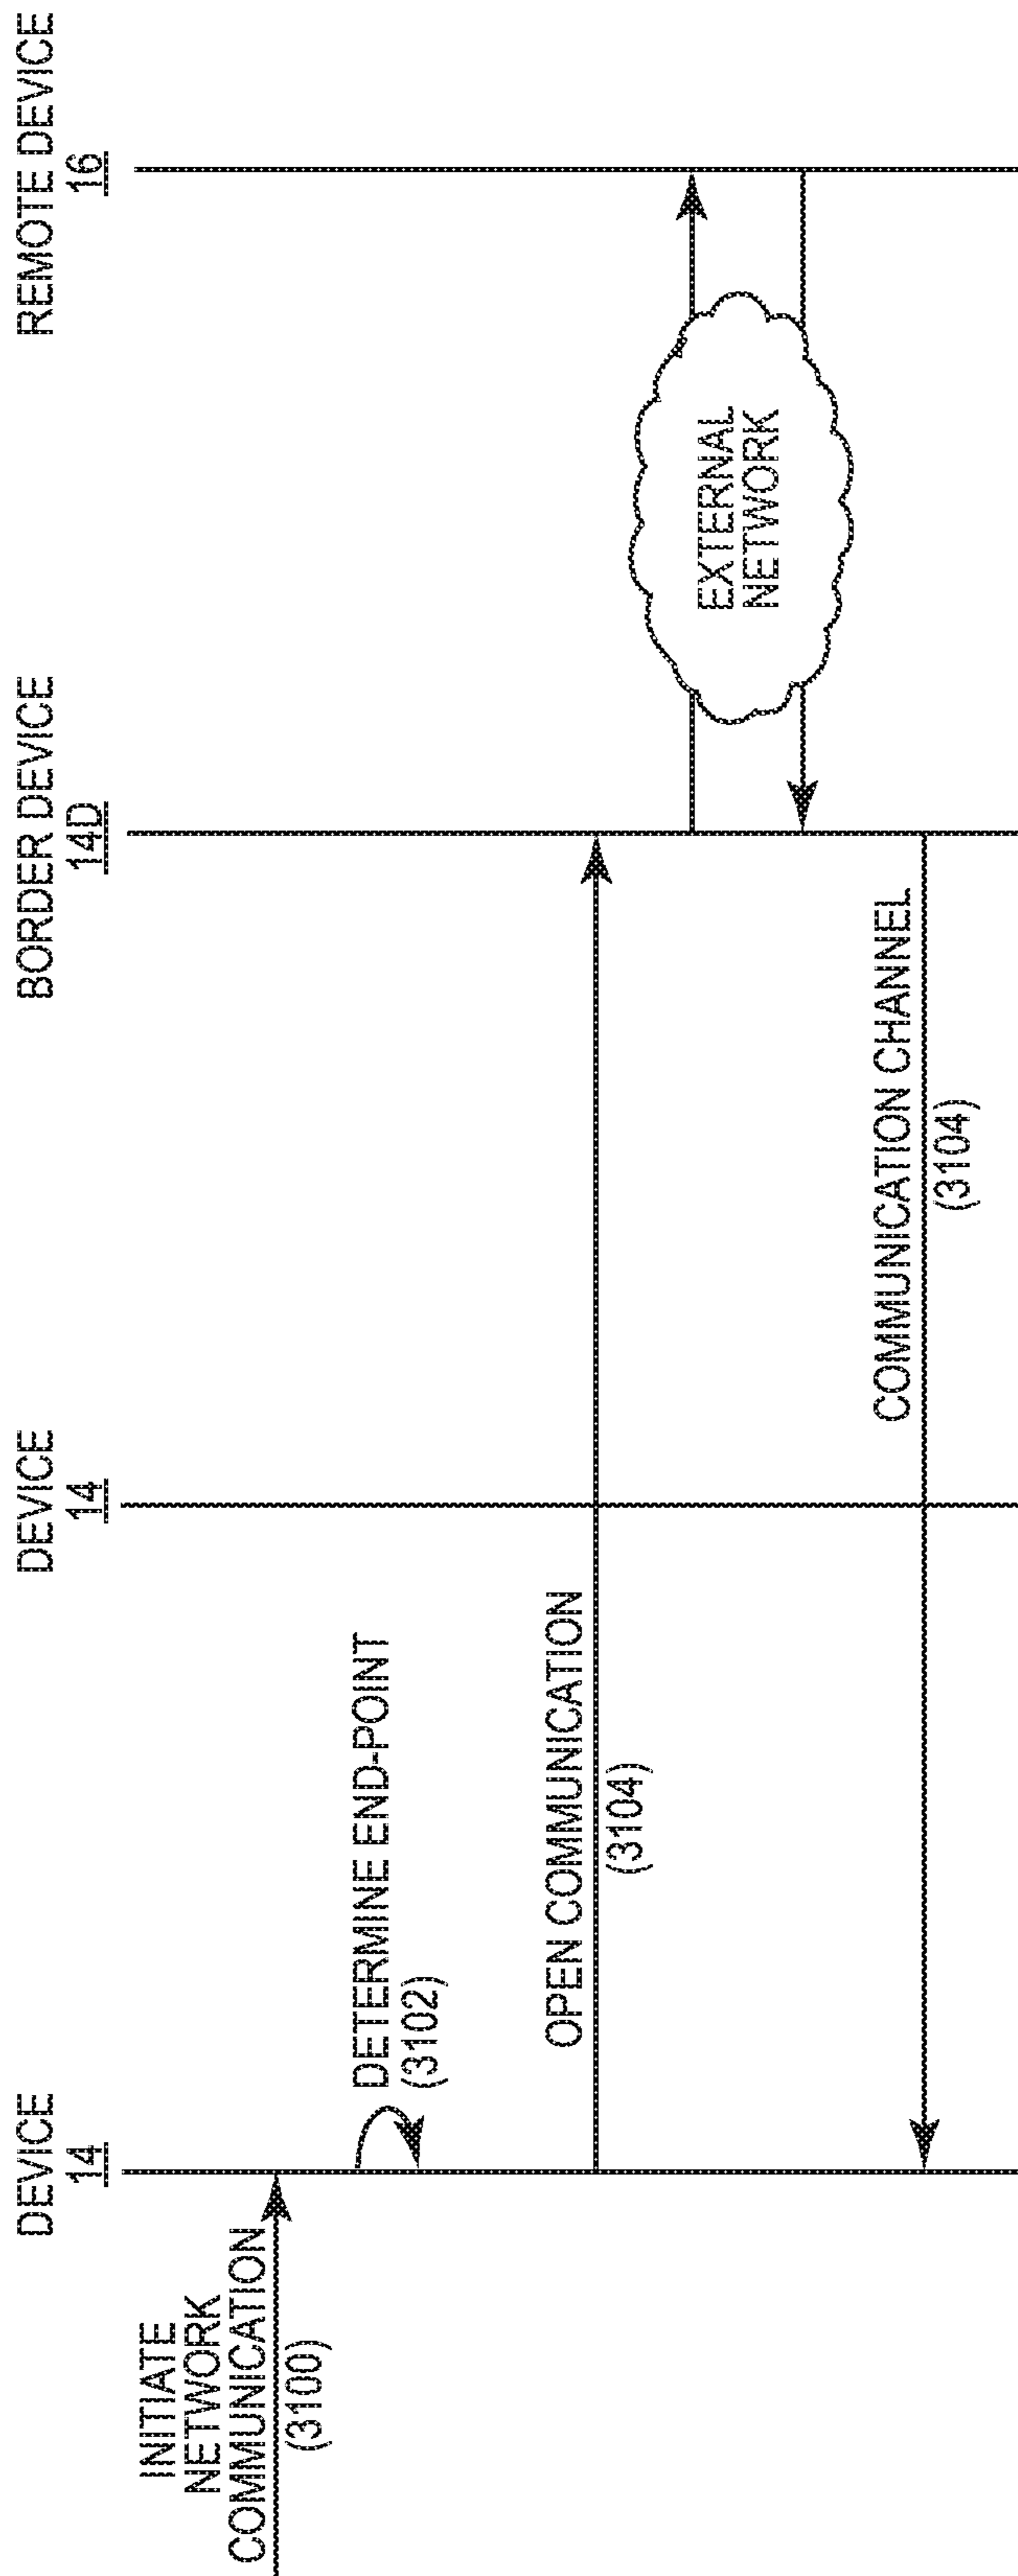 DEVICE
14
DEVICE
14
BORDER DEVICE
14D
REMOTE DEVICE
16
INITIATE
NETWORK
COMMUNICATION
(3100)
DETERMINE END-POINT
(3102)
OPEN COMMUNICATION
(3104)
EXTERNAL
NETWORK
COMMUNICATION CHANNEL
(3104)